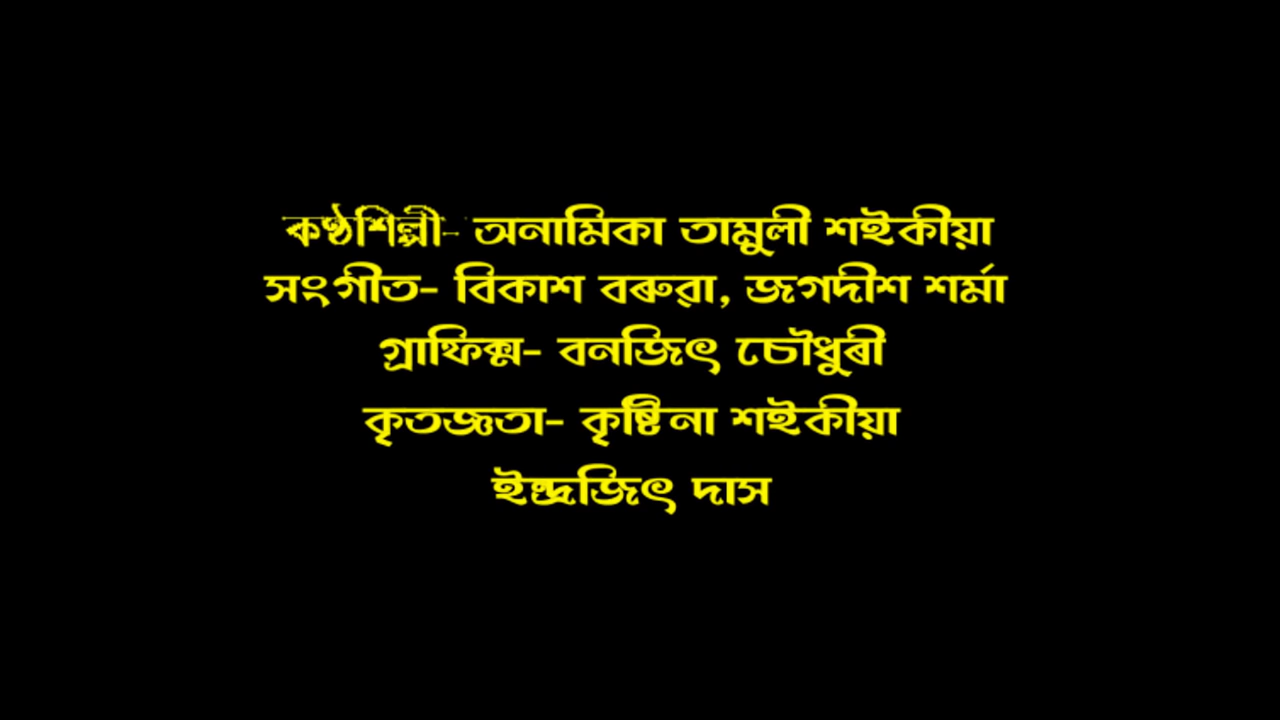 কণ্ঠশিল্পী- অনামিকা তামুলী শইকীয়া
সংগীত- বিকাশ বৰুৱা, জগদীশ শৰ্মা
গ্ৰাফিক্স- বনজিৎ চৌধুৰী
কৃতজ্ঞতা- কৃষ্টিনা শইকীয়া
ইন্দ্ৰজিৎ দাস